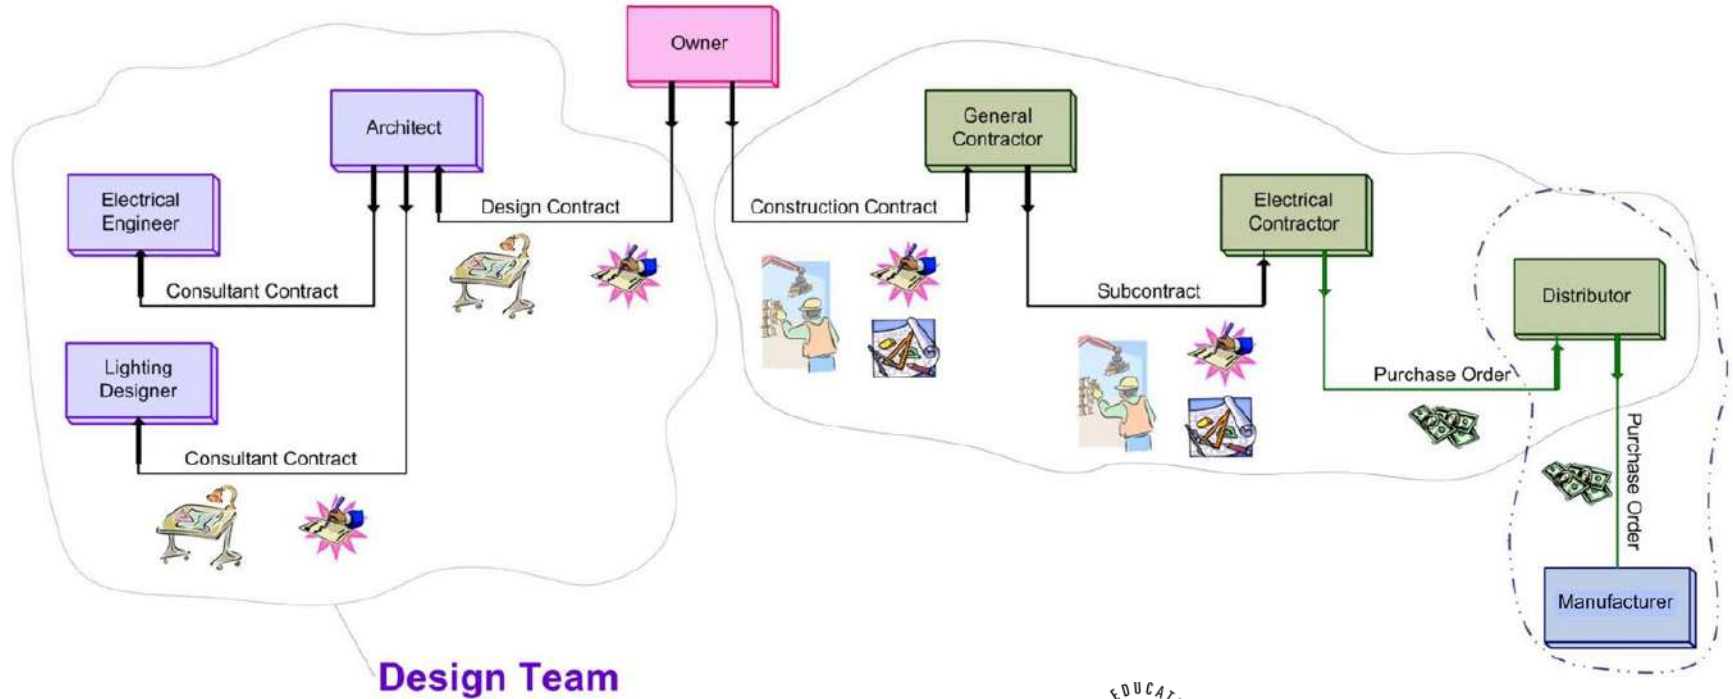 Owner
Architect
General
Contractor
Electrical
Engineer
Electrical
Contractor
Design Contract
Construction Contract
Consultant Contract
Subcontract
Distributor
Lighting
Designer
Purchase Order
Consultant Contract
Purchase Order
Manufacturer
Design Team